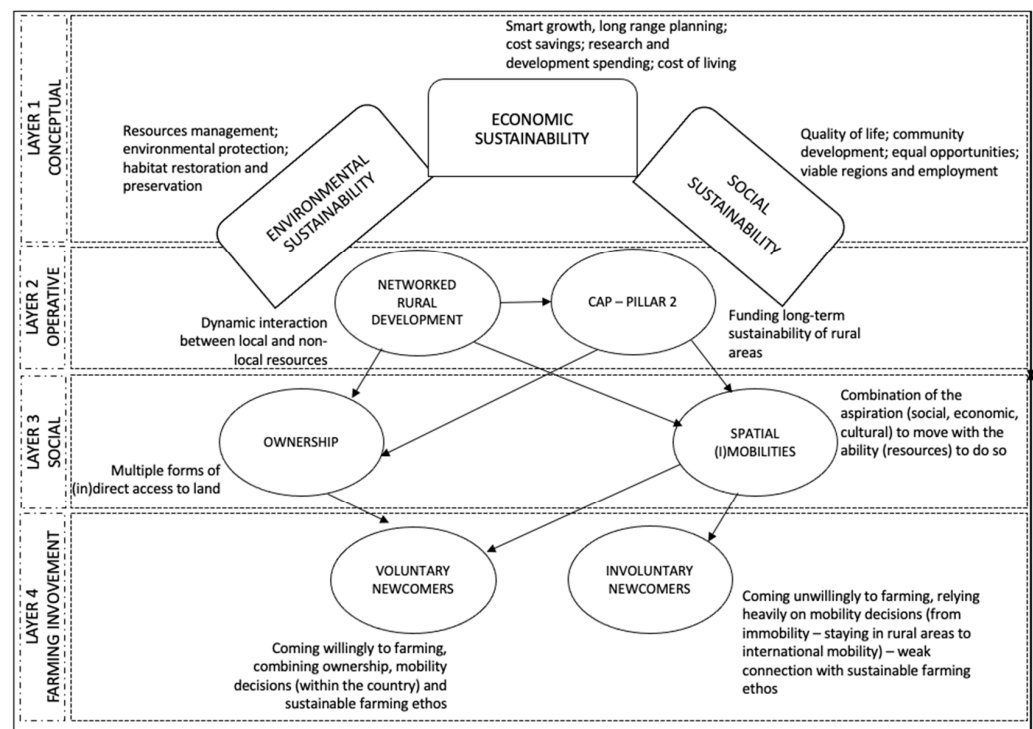 LAYER 1
CONCEPTUAL
Smart growth, long range planning;
cost savings; research and
development spending; cost of living
ECONOMIC
SUSTAINABILITY
Resources management;
environmental protection;
habitat restoration and
preservation
ENVIRONMENTAL
SUSTAINABILITY
Quality of life; community
development; equal opportunities;
viable regions and employment
SOCIAL
SUSTAINABILITY
LAYER 2
OPERATIVE
NETWORKED
RURAL
DEVELOPMENT
CAP – PILLAR 2
Dynamic interaction
between local and non-
local resources
Funding long-term
sustainability of rural
areas
LAYER 3
SOCIAL
OWNERSHIP
SPATIAL
(I)MOBILITIES
Multiple forms of
(in)direct access to land
Combination of the
aspiration (social, economic,
cultural) to move with the
ability (resources) to do so
LAYER 4
FARMING INVOVEMENT
VOLUNTARY
NEWCOMERS
INVOLUNTARY
NEWCOMERS
Coming willingly to farming,
combining ownership, mobility
decisions (within the country) and
sustainable farming ethos
Coming unwillingly to farming, relying
heavily on mobility decisions (from
immobility – staying in rural areas to
international mobility) – weak
connection with sustainable farming
ethos